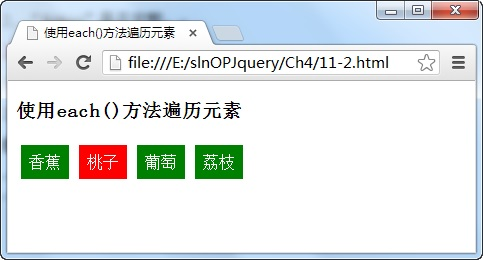 使用each()方法遍历元素
file:///E:/slnOPJquery/Ch4/11-2.html
使用each()方法遍历元素
香蕉 桃子 葡萄 荔枝